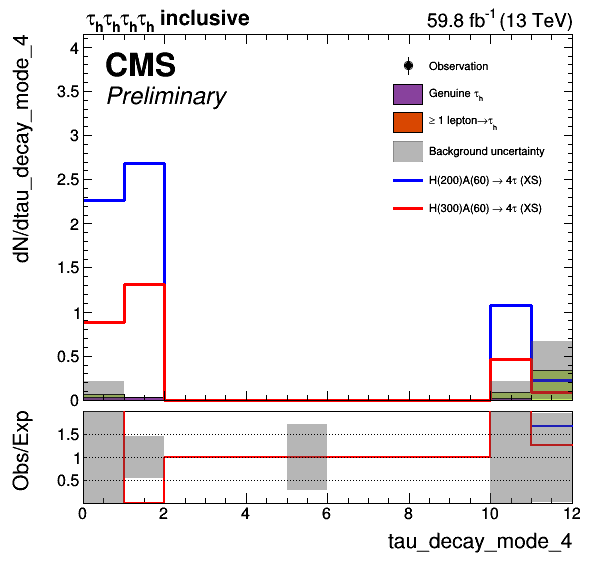 τhτhτhτh inclusive
59.8 fb-1 (13 TeV)
CMS
Preliminary
Observation
Genuine τh
≥ 1 lepton→τh
Background uncertainty
H(200)A(60) → 4τ (XS)
H(300)A(60) → 4τ (XS)
dN/dtau_decay_mode_4
4
3.5
3
2.5
2
1.5
1
0.5
0
Obs/Exp
1.5
1
0.5
0 2 4 6 8 10 12
tau_decay_mode_4